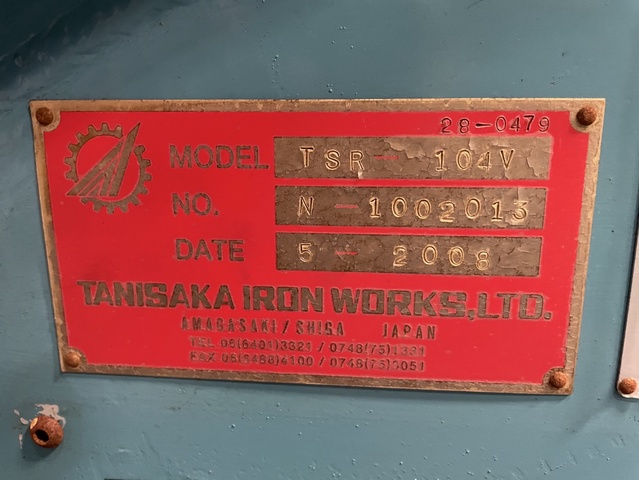 28-0479
MODEL TSR-104V
NO. N-1002013
DATE 5-2008
TANISAKA IRON WORKS,LTD.
AMAGASAKI/SHIGA JAPAN
TEL 06(6401)3321 / 0748(75)1331
FAX 06(6488)4100 / 0748(75)